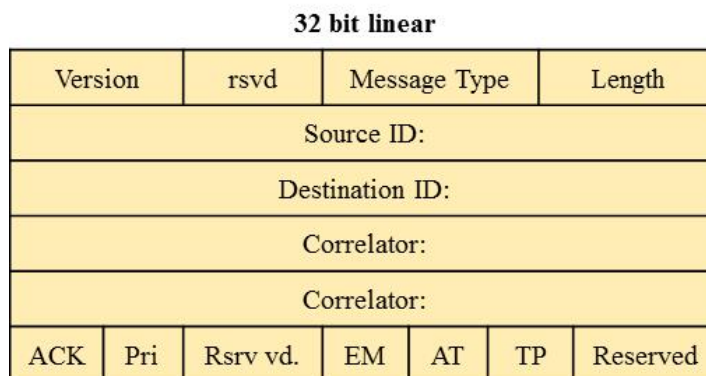 32 bit linear
Version rsvd Message Type Length
Source ID:
Destination ID:
Correlator:
Correlator:
ACK Pri Rsrv vd. EM AT TP Reserved